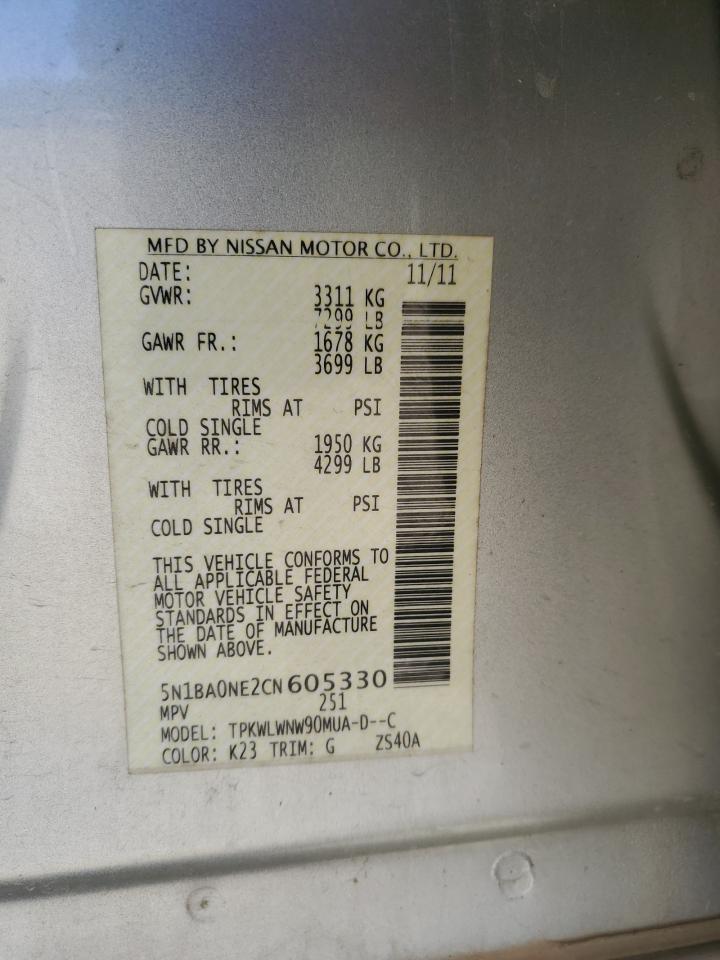 MFD BY NISSAN MOTOR CO., LTD.
DATE: 11/11
GVWR: 3311 KG
7299 LB
GAWR FR.: 1678 KG
3699 LB
WITH TIRES
RIMS AT PSI
COLD SINGLE
GAWR RR.: 1950 KG
4299 LB
WITH TIRES
RIMS AT PSI
COLD SINGLE
THIS VEHICLE CONFORMS TO
ALL APPLICABLE FEDERAL
MOTOR VEHICLE SAFETY
STANDARDS IN EFFECT ON
THE DATE OF MANUFACTURE
SHOWN ABOVE.
5N1BA0NE2CN605330
MPV 251
MODEL: TPKWLWNW90MUA-D--C
COLOR: K23 TRIM: G ZS40A